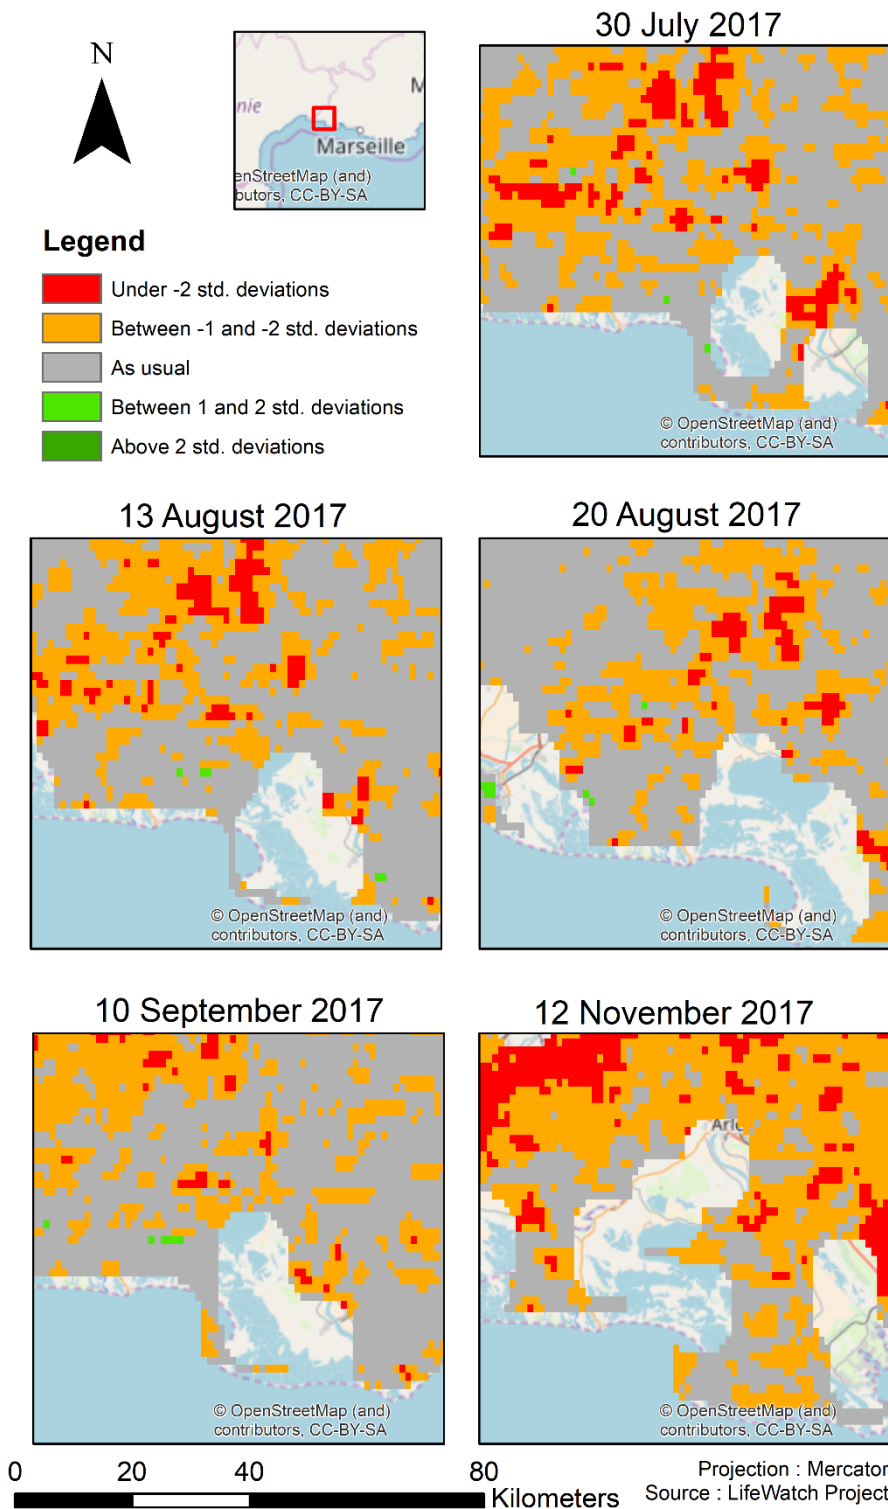 30 July 2017
N
M
nie
Marseille
enStreetMap (and)
butors, CC-BY-SA
Legend
Under -2 std. deviations
Between -1 and -2 std. deviations
As usual
Between 1 and 2 std. deviations
Above 2 std. deviations
© OpenStreetMap (and)
contributors, CC-BY-SA
13 August 2017
20 August 2017
© OpenStreetMap (and)
contributors, CC-BY-SA
© OpenStreetMap (and)
contributors, CC-BY-SA
10 September 2017
12 November 2017
Arle
© OpenStreetMap (and)
contributors, CC-BY-SA
© OpenStreetMap (and)
contributors, CC-BY-SA
0 20 40 80
Kilometers
Projection : Mercator
Source : LifeWatch Project